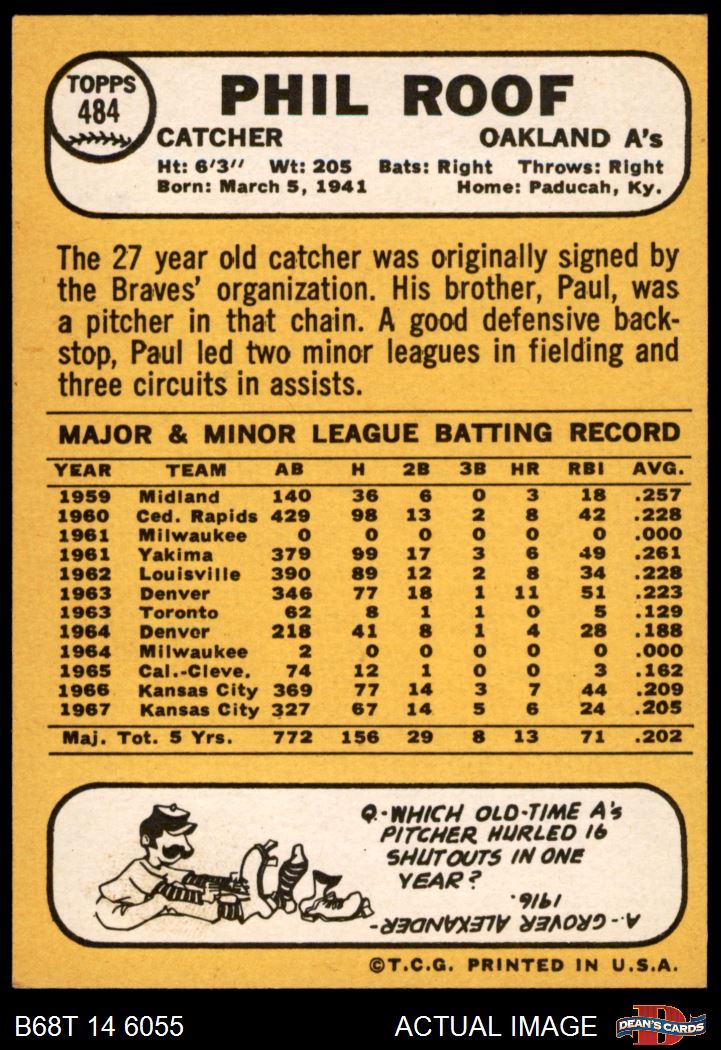 TOPPS
484
PHIL ROOF
CATCHER OAKLAND A's
Ht: 6'3" Wt: 205 Bats: Right Throws: Right
Born: March 5, 1941 Home: Paducah, Ky.
The 27 year old catcher was originally signed by
the Braves' organization. His brother, Paul, was
a pitcher in that chain. A good defensive back-
stop, Paul led two minor leagues in fielding and
three circuits in assists.
MAJOR & MINOR LEAGUE BATTING RECORD
YEAR TEAM AB H 2B 3B HR RBI AVG.
1959 Midland 140 36 6 0 3 18 .257
1960 Ced. Rapids 429 98 13 2 8 42 .228
1961 Milwaukee 0 0 0 0 0 0 .000
1961 Yakima 379 99 17 3 6 49 .261
1962 Louisville 390 89 12 2 8 34 .228
1963 Denver 346 77 18 1 11 51 .223
1963 Toronto 62 8 1 1 0 5 .129
1964 Denver 218 41 8 1 4 28 .188
1964 Milwaukee 2 0 0 0 0 0 .000
1965 Cal.-Cleve. 74 12 1 0 0 3 .162
1966 Kansas City 369 77 14 3 7 44 .209
1967 Kansas City 327 67 14 5 6 24 .205
Maj. Tot. 5 Yrs. 772 156 29 8 13 71 .202
Q.-WHICH OLD-TIME A's
PITCHER HURLED 16
SHUTOUTS IN ONE
YEAR?
A.-GROVER ALEXANDER-
1916.
©T.C.G. PRINTED IN U.S.A.
B68T 14 6055 ACTUAL IMAGE
D
DEAN'S CARDS